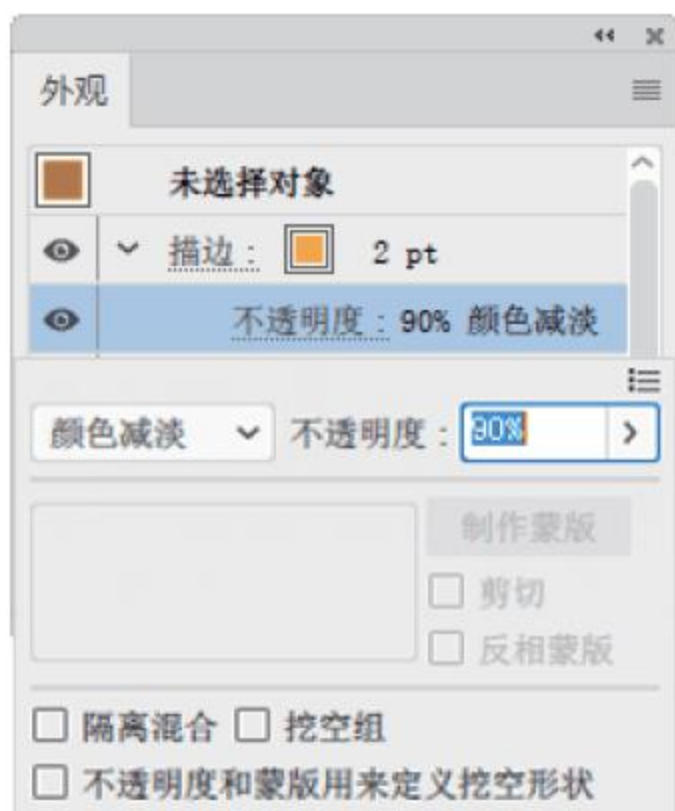 外观
未选择对象
描边： 2 pt
不透明度：90% 颜色减淡
颜色减淡 不透明度：90%
制作蒙版
剪切
反相蒙版
隔离混合 挖空组
不透明度和蒙版用来定义挖空形状